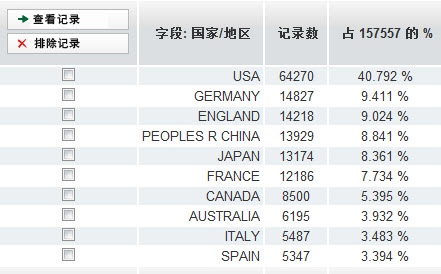 查看记录
排除记录
字段: 国家/地区 记录数 占 157557 的 %
USA 64270 40.792 %
GERMANY 14827 9.411 %
ENGLAND 14218 9.024 %
PEOPLES R CHINA 13929 8.841 %
JAPAN 13174 8.361 %
FRANCE 12186 7.734 %
CANADA 8500 5.395 %
AUSTRALIA 6195 3.932 %
ITALY 5487 3.483 %
SPAIN 5347 3.394 %